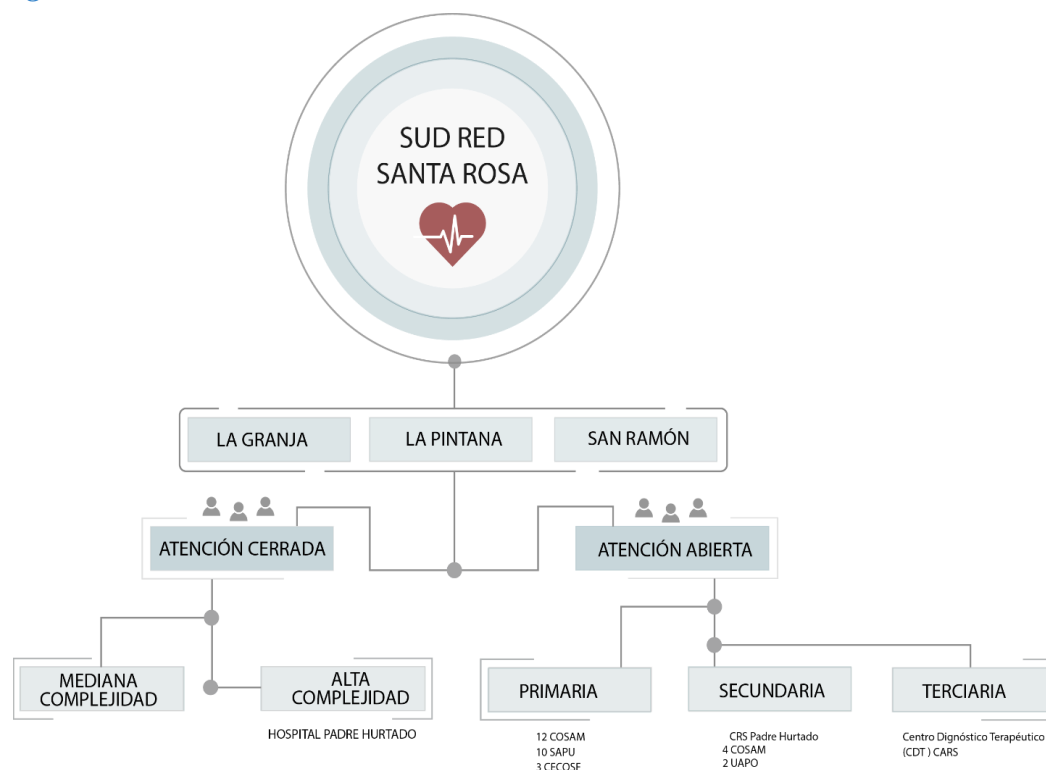 SUD RED
SANTA ROSA
LA GRANJA
LA PINTANA
SAN RAMÓN
ATENCIÓN CERRADA
ATENCIÓN ABIERTA
MEDIANA
COMPLEJIDAD
ALTA
COMPLEJIDAD
HOSPITAL PADRE HURTADO
PRIMARIA
12 COSAM
10 SAPU
3 CECOSF
SECUNDARIA
CRS Padre Hurtado
4 COSAM
2 UAPO
TERCIARIA
Centro Dignóstico Terapéutico
(CDT ) CARS